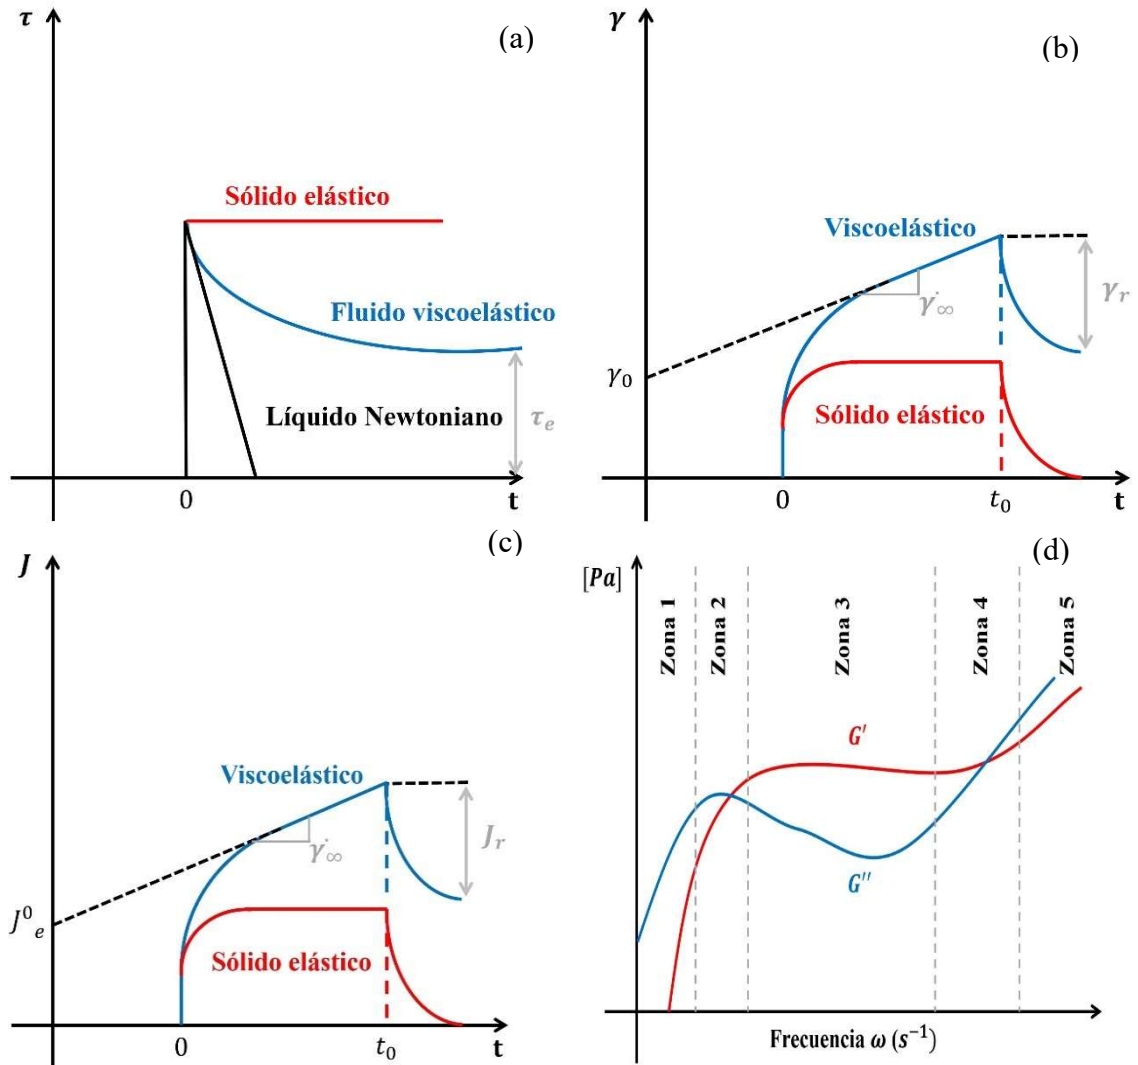 τ
(a)
Sólido elástico
Fluido viscoelástico
Líquido Newtoniano
τₑ
0
t
γ
(b)
Viscoelástico
γ̇∞
γᵣ
γ₀
Sólido elástico
0
t₀
t
J
(c)
Viscoelástico
γ̇∞
Jᵣ
J⁰ₑ
Sólido elástico
0
t₀
t
[Pa]
(d)
Zona 1
Zona 2
Zona 3
Zona 4
Zona 5
G′
G″
Frecuencia ω (s⁻¹)